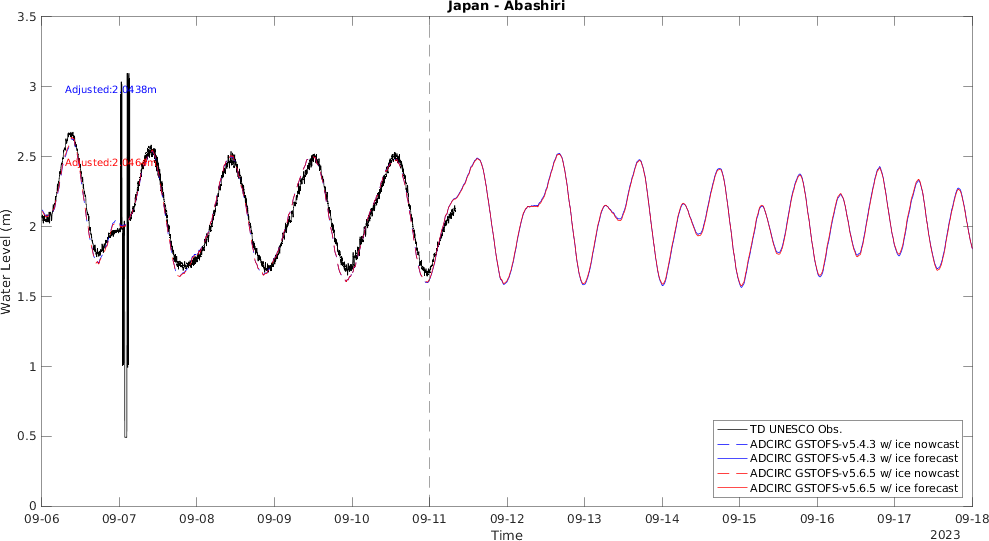 Japan - Abashiri
3.5
3
2.5
2
1.5
1
0.5
0
Water Level (m)
Adjusted:2.0438m
TD UNESCO Obs.
ADCIRC GSTOFS-v5.4.3 w/ ice nowcast
ADCIRC GSTOFS-v5.4.3 w/ ice forecast
ADCIRC GSTOFS-v5.6.5 w/ ice nowcast
ADCIRC GSTOFS-v5.6.5 w/ ice forecast
09-06 09-07 09-08 09-09 09-10 09-11 09-12 09-13 09-14 09-15 09-16 09-17 09-18
Time
2023